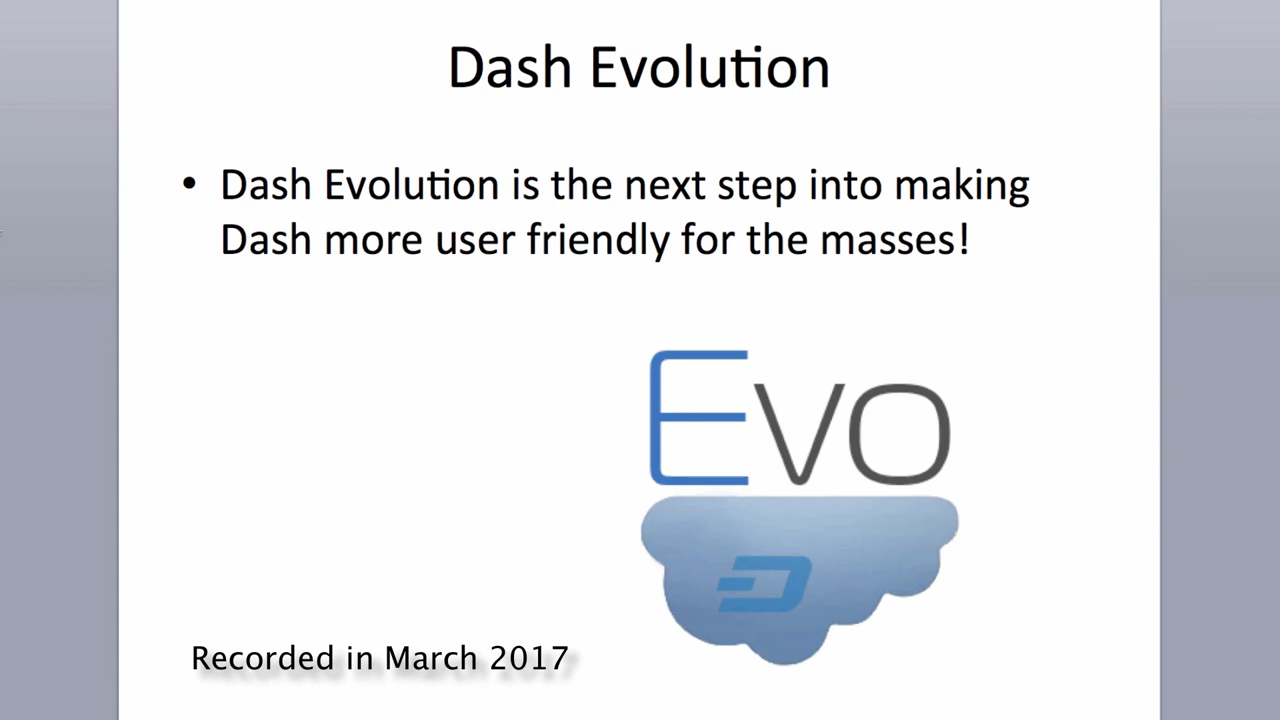 Dash Evolution
• Dash Evolution is the next step into making
Dash more user friendly for the masses!
Evo
Recorded in March 2017